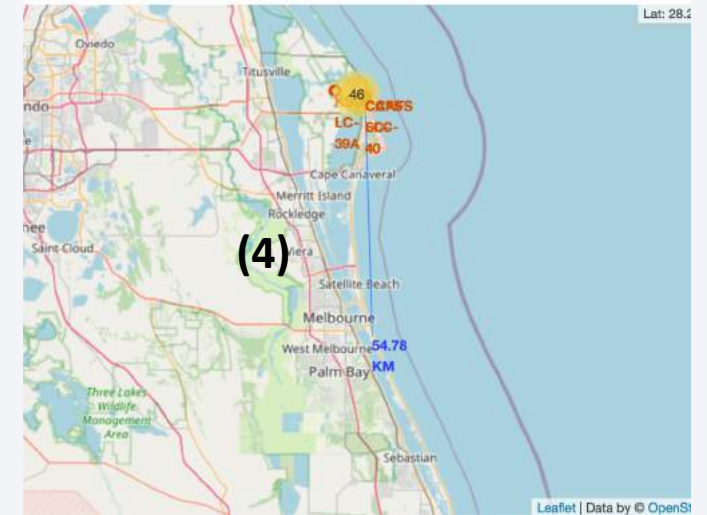 Lat: 28.2
Oviedo
Titusville
46
ndo
LC-
39A
40
Cape Canaveral
Merritt Island
Rockledge
nee
Saint Cloud
(4)
Viera
Satellite Beach
Melbourne
West Melbourne
54.78
KM
Palm Bay
Three Lakes
Wildlife
Management
Area
Sebastian
Leaflet | Data by © OpenSt